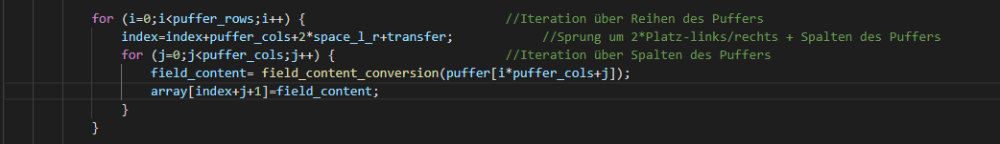 for (i=0;i<puffer_rows;i++) { //Iteration über Reihen des Puffers
index=index+puffer_cols+2*space_l_r+transfer; //Sprung um 2*Platz-links/rechts + Spalten des Puffers
for (j=0;j<puffer_cols;j++) { //Iteration über Spalten des Puffers
field_content= field_content_conversion(puffer[i*puffer_cols+j]);
array[index+j+1]=field_content;
}
}